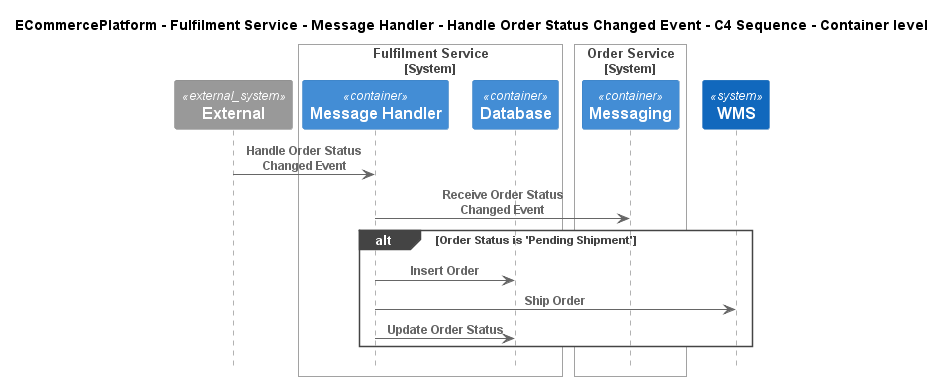 ECommercePlatform - Fulfilment Service - Message Handler - Handle Order Status Changed Event - C4 Sequence - Container level
Fulfilment Service
[System]
Order Service
[System]
«external_system»
External
«container»
Message Handler
«container»
Database
«container»
Messaging
«system»
WMS
Handle Order Status
Changed Event
Receive Order Status
Changed Event
alt
[Order Status is 'Pending Shipment']
Insert Order
Ship Order
Update Order Status